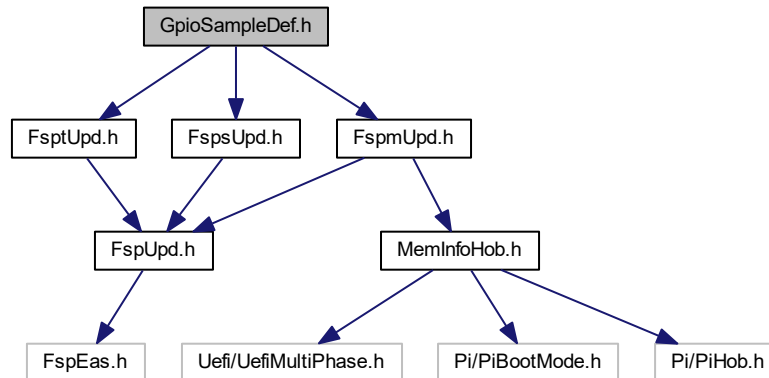 GpioSampleDef.h
FsptUpd.h
FspsUpd.h
FspmUpd.h
FspUpd.h
MemInfoHob.h
FspEas.h
Uefi/UefiMultiPhase.h
Pi/PiBootMode.h
Pi/PiHob.h